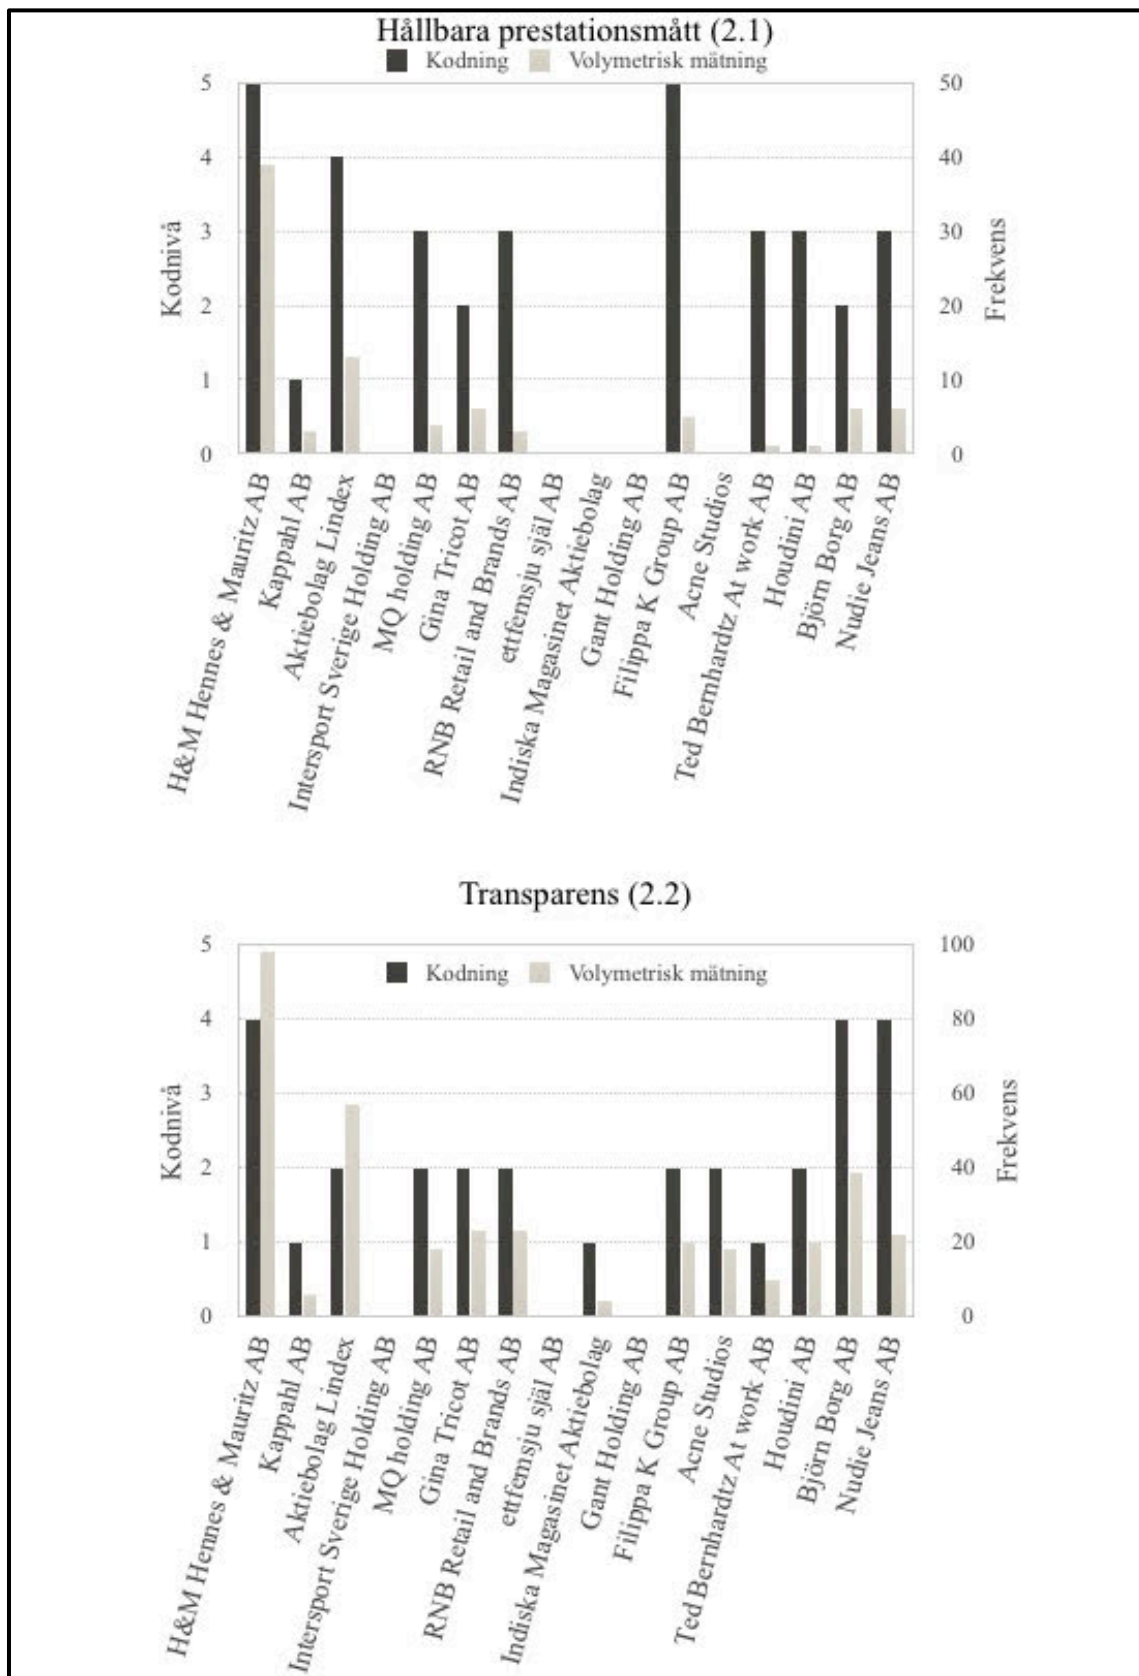 Hållbara prestationsmått (2.1)
Kodning Volymetrisk mätning
5 50
4 40
3 30
2 20
1 10
0 0
Kodnivå
Frekvens
H&M Hennes & Mauritz AB
Kappahl AB
Aktiebolag Lindex
Intersport Sverige Holding AB
MQ holding AB
Gina Tricot AB
RNB Retail and Brands AB
ettfemsju själ AB
Indiska Magasinet Aktiebolag
Gant Holding AB
Filippa K Group AB
Acne Studios
Ted Bernhardtz At work AB
Houdini AB
Björn Borg AB
Nudie Jeans AB
Transparens (2.2)
Kodning Volymetrisk mätning
5 100
4 80
3 60
2 40
1 20
0 0
Kodnivå
Frekvens
H&M Hennes & Mauritz AB
Kappahl AB
Aktiebolag Lindex
Intersport Sverige Holding AB
MQ holding AB
Gina Tricot AB
RNB Retail and Brands AB
ettfemsju själ AB
Indiska Magasinet Aktiebolag
Gant Holding AB
Filippa K Group AB
Acne Studios
Ted Bernhardtz At work AB
Houdini AB
Björn Borg AB
Nudie Jeans AB